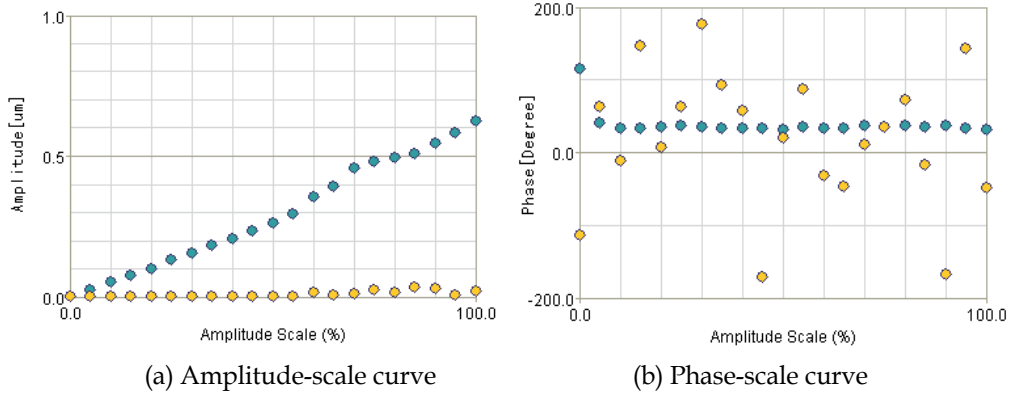 1.0
Amplitude[um]
0.5
0.0
0.0
100.0
Amplitude Scale (%)
(a) Amplitude-scale curve
200.0
Phase[Degree]
0.0
-200.0
0.0
100.0
Amplitude Scale (%)
(b) Phase-scale curve